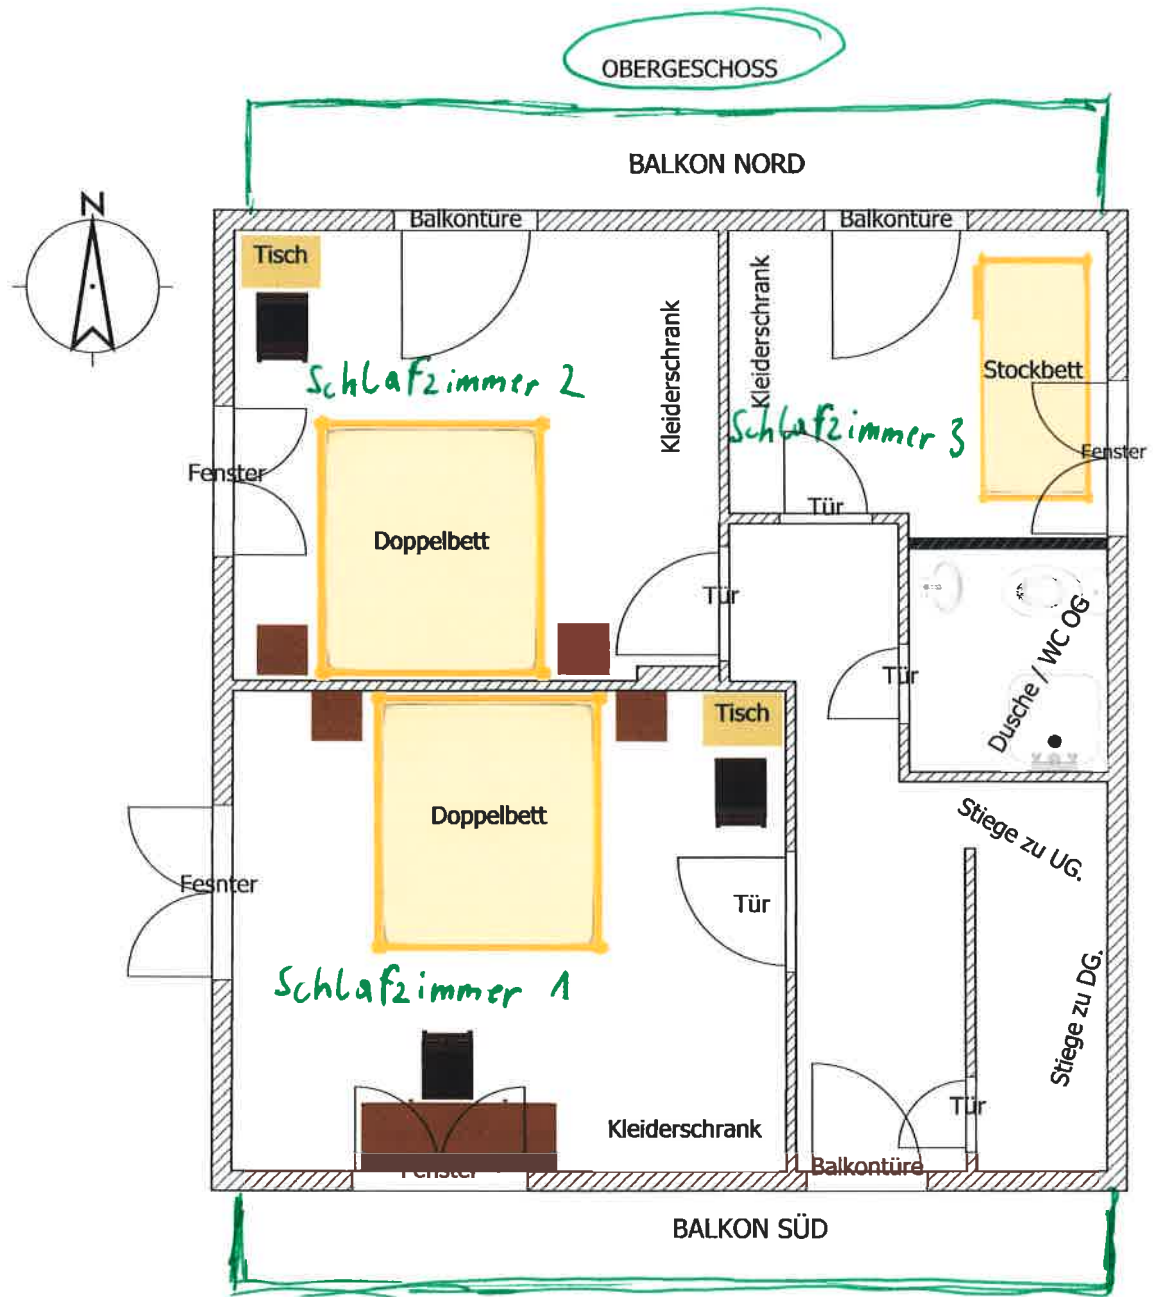 OBERGESCHOSS
BALKON NORD
N
Balkontüre
Balkontüre
Tisch
Kleiderschrank
Kleiderschrank
Stockbett
Schlafzimmer 2
Schlafzimmer 3
Fenster
Fenster
Tür
Doppelbett
Tür
Dusche / WC OG
Tür
Tisch
Doppelbett
Stiege zu UG.
Fesnter
Tür
Schlafzimmer 1
Stiege zu DG.
Kleiderschrank
Tür
Fenster
Balkontüre
BALKON SÜD